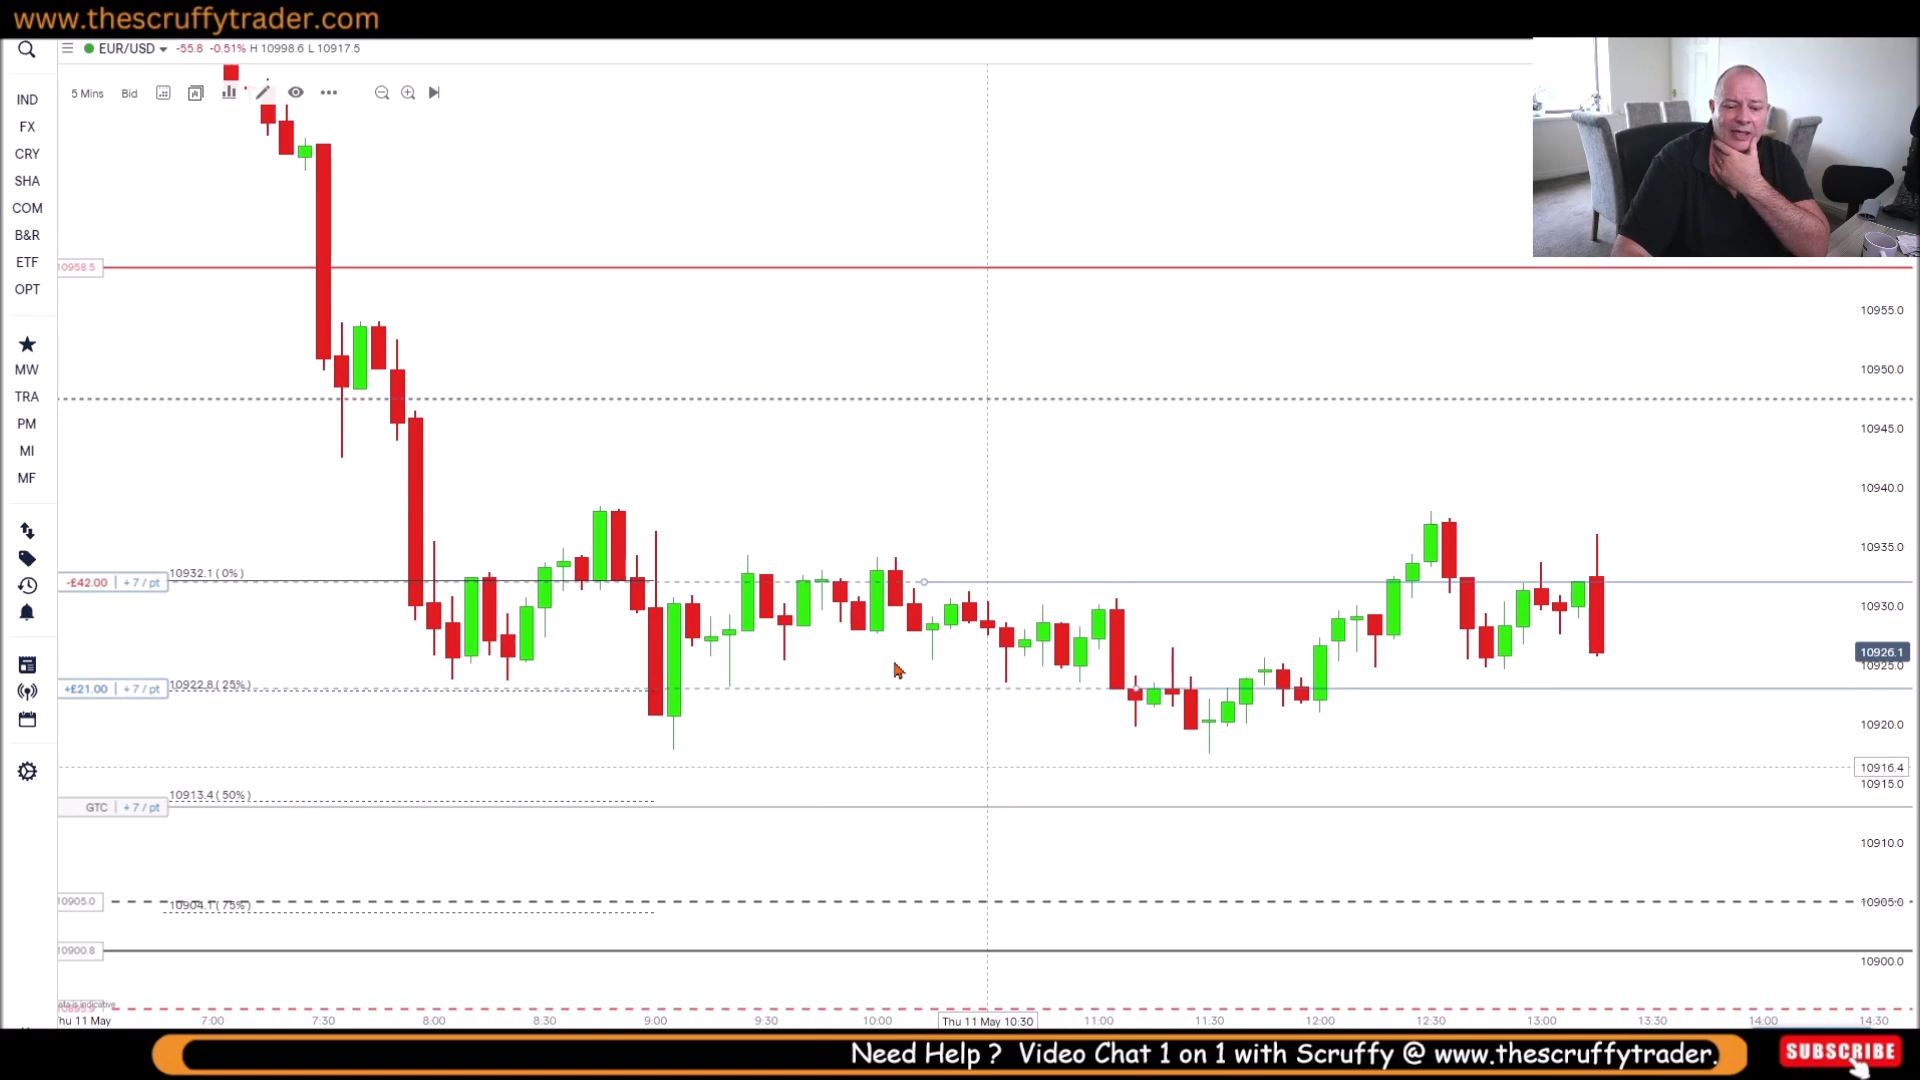 www.thescruffytrader.com
EUR/USD -55.8 -0.51% H 10998.6 L 10917.5
5 Mins Bid
IND
FX
CRY
SHA
COM
B&R
ETF
OPT
MW
TRA
PM
MI
MF
10958.5
10955.0
10950.0
10945.0
10940.0
10935.0
10932.1 (0%)
-£42.00 +7 / pt
10930.0
10926.1
10925.0
10922.8 (25%)
+£21.00 +7 / pt
10920.0
10916.4
10915.0
10913.4 (50%)
GTC +7 / pt
10910.0
10905.0
10904.1 (75%)
10905.0
10900.8
10900.0
Thu 11 May 7:00 7:30 8:00 8:30 9:00 9:30 10:00 Thu 11 May 10:30 11:00 11:30 12:00 12:30 13:00 13:30 14:00 14:30
Need Help ? Video Chat 1 on 1 with Scruffy @ www.thescruffytrader.
SUBSCRIBE